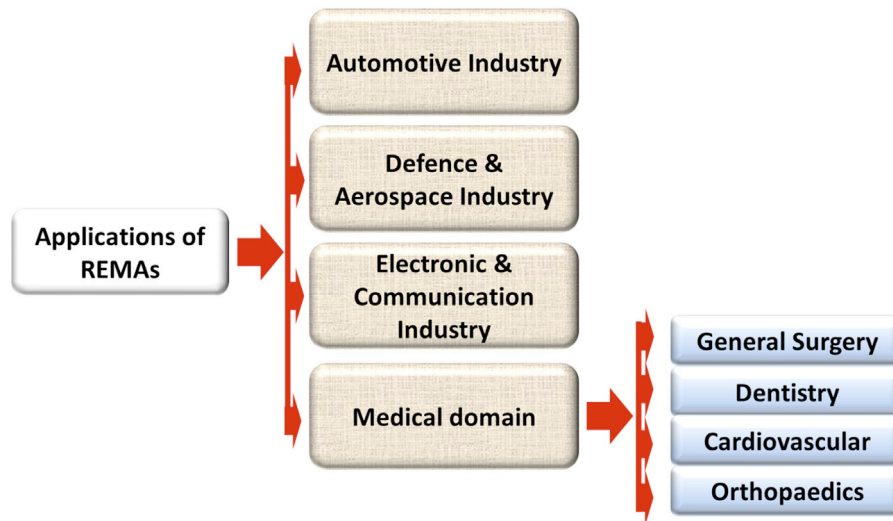 Applications of
REMAs
Automotive Industry
Defence &
Aerospace Industry
Electronic &
Communication
Industry
Medical domain
General Surgery
Dentistry
Cardiovascular
Orthopaedics